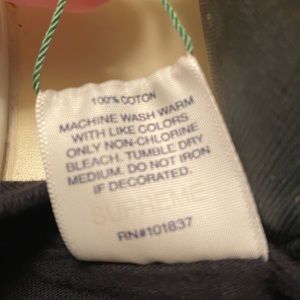 100% COTON
MACHINE WASH WARM
WITH LIKE COLORS
ONLY NON-CHLORINE
BLEACH. TUMBLE DRY
MEDIUM. DO NOT IRON
IF DECORATED.
SUPREME
RN#101837